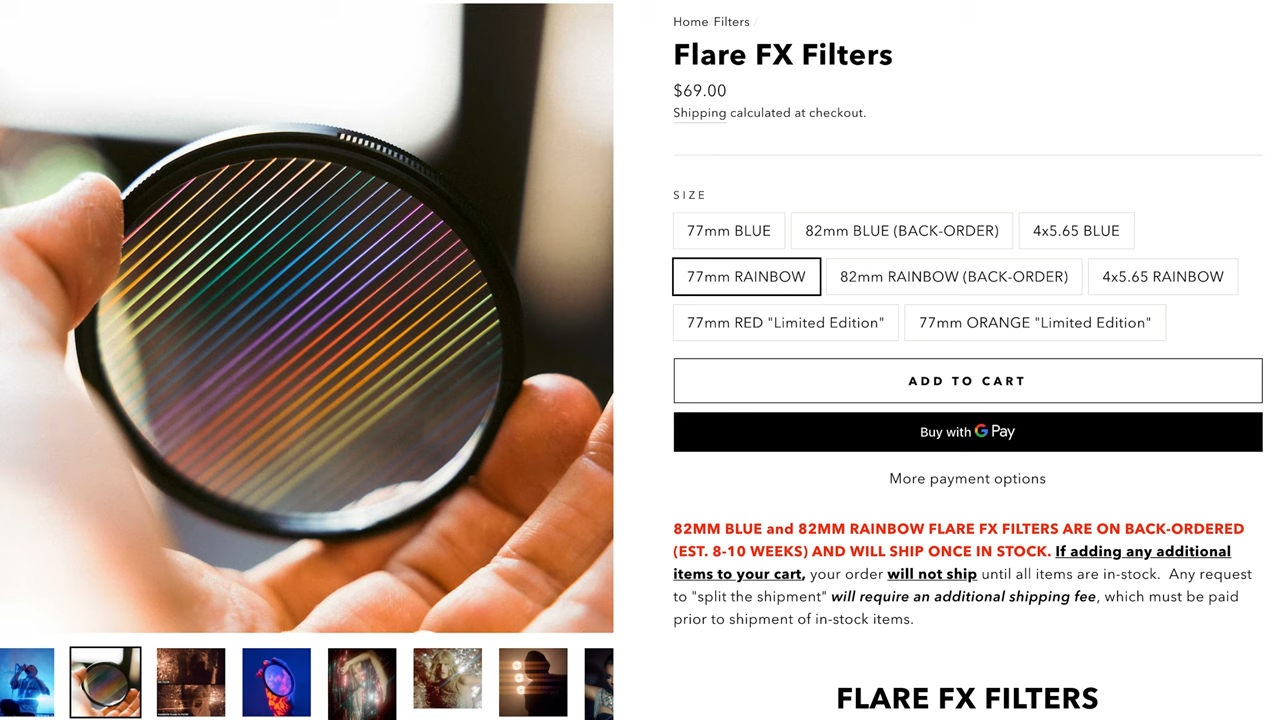 Home Filters /
Flare FX Filters
$69.00
Shipping calculated at checkout.
SIZE
77mm BLUE
82mm BLUE (BACK-ORDER)
4x5.65 BLUE
77mm RAINBOW
82mm RAINBOW (BACK-ORDER)
4x5.65 RAINBOW
77mm RED "Limited Edition"
77mm ORANGE "Limited Edition"
ADD TO CART
Buy with G Pay
More payment options
82MM BLUE and 82MM RAINBOW FLARE FX FILTERS ARE ON BACK-ORDERED
(EST. 8-10 WEEKS) AND WILL SHIP ONCE IN STOCK. If adding any additional
items to your cart, your order will not ship until all items are in-stock. Any request
to "split the shipment" will require an additional shipping fee, which must be paid
prior to shipment of in-stock items.
FLARE FX FILTERS